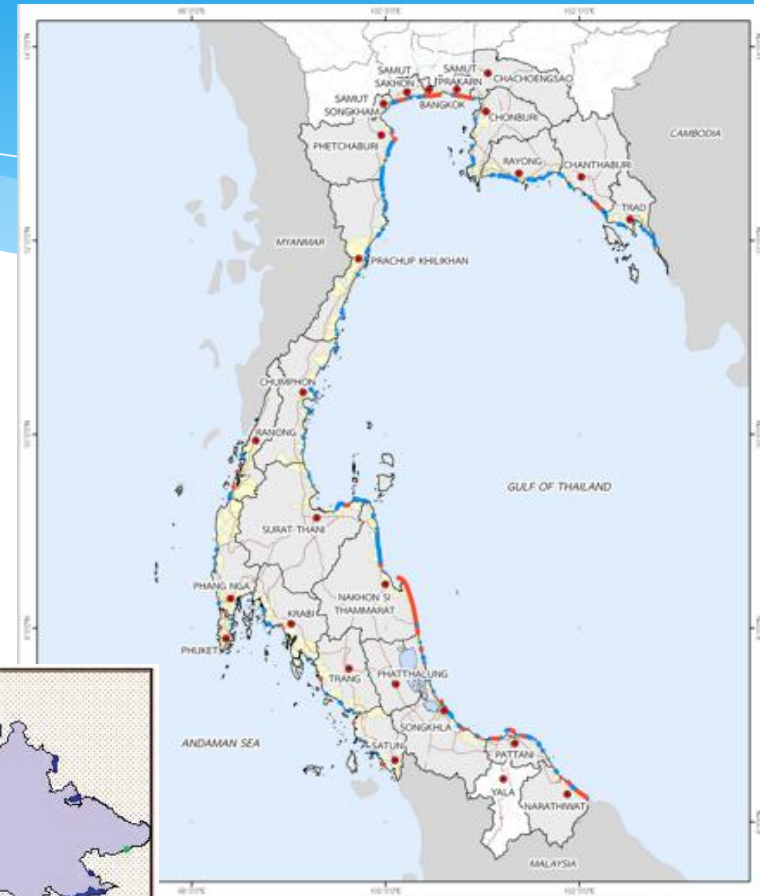 SAMUT
SAKHON
SAMUT
PRAKARN
CHACHOENGSAO
SAMUT
SONGKHAM
BANGKOK
CHONBURI
PHETCHABURI
CAMBODIA
RAYONG
CHANTHABURI
TRAD
MYANMAR
PRACHUP KHILIKHAN
CHUMPHON
RANONG
GULF OF THAILAND
SURAT THANI
PHANG NGA
NAKHON SI
THAMMARAT
KRABI
PHUKET
TRANG
PHATTHALUNG
SONGKHLA
ANDAMAN SEA
SATUN
PATTANI
YALA
NARATHIWAT
MALAYSIA